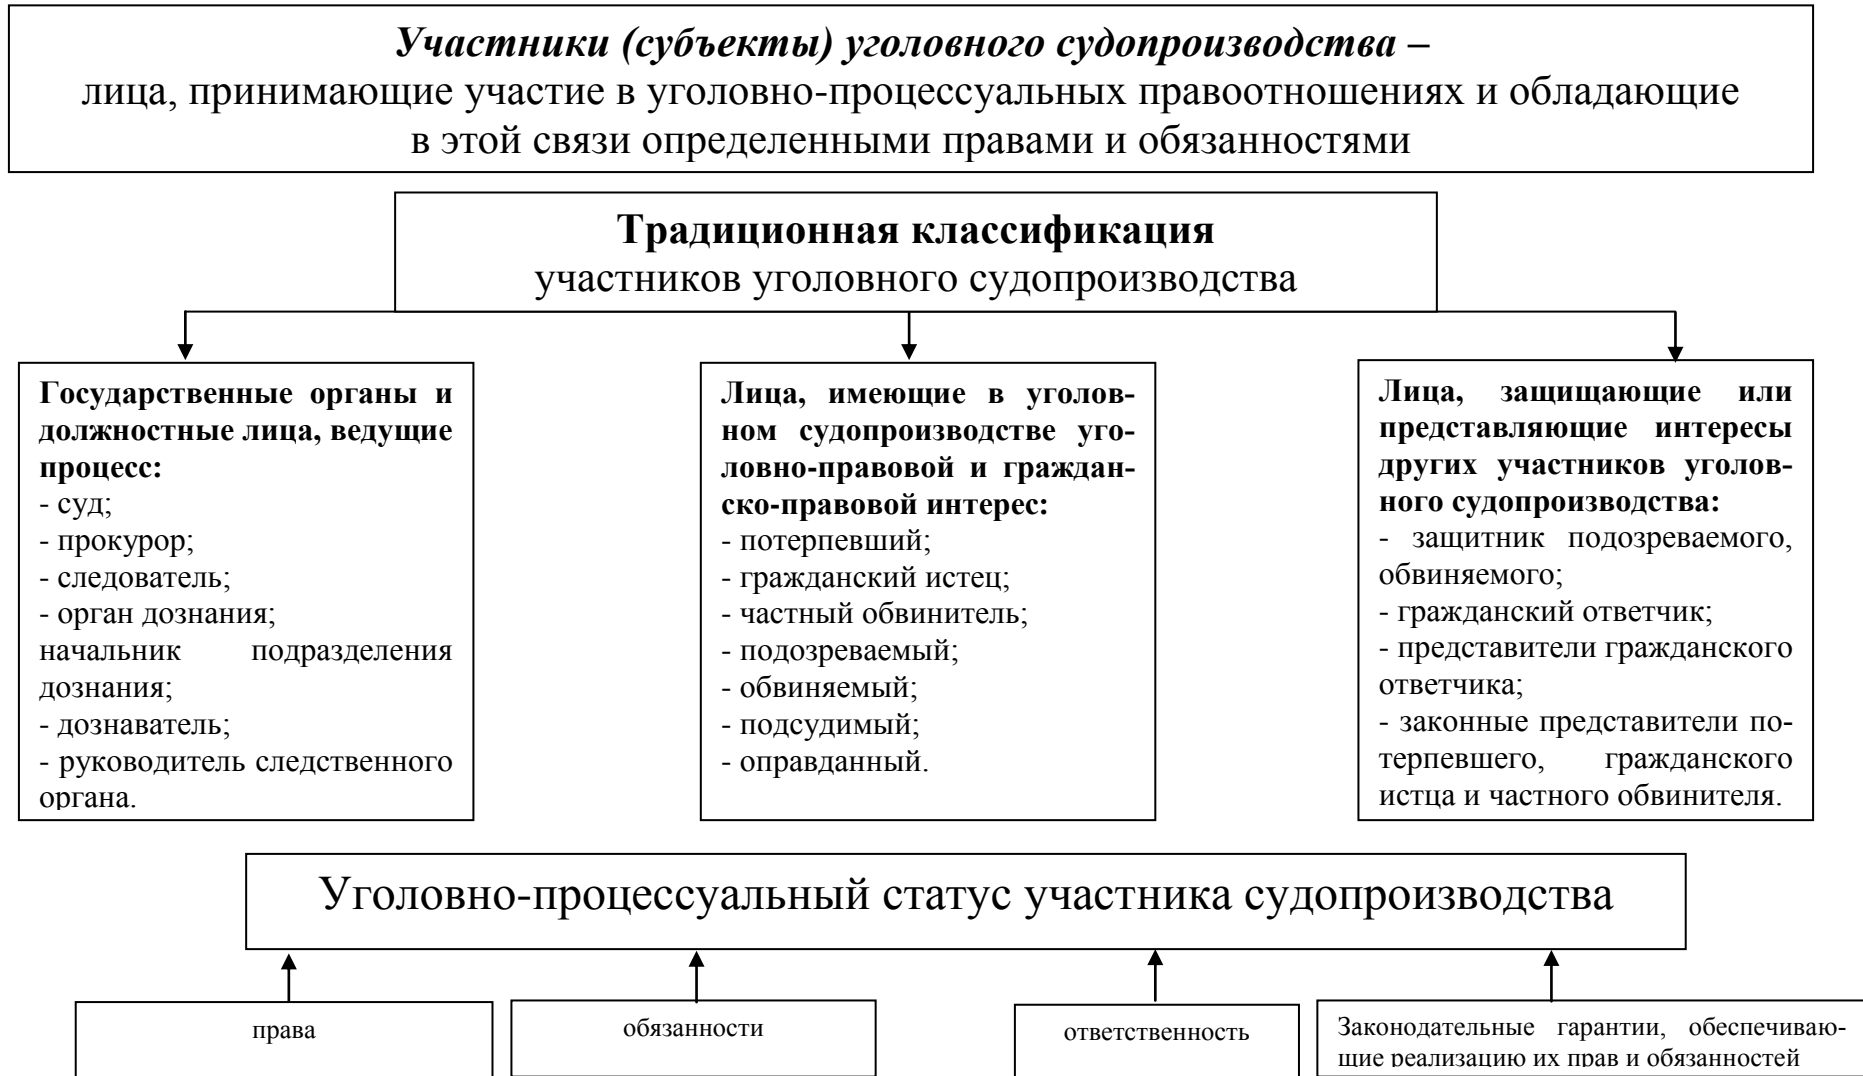 Участники (субъекты) уголовного судопроизводства –
лица, принимающие участие в уголовно-процессуальных правоотношениях и обладающие
в этой связи определенными правами и обязанностями
Традиционная классификация
участников уголовного судопроизводства
Государственные органы и
должностные лица, ведущие
процесс:
- суд;
- прокурор;
- следователь;
- орган дознания;
начальник подразделения
дознания;
- дознаватель;
- руководитель следственного
органа.
Лица, имеющие в уголов-
ном судопроизводстве уго-
ловно-правовой и граждан-
ско-правовой интерес:
- потерпевший;
- гражданский истец;
- частный обвинитель;
- подозреваемый;
- обвиняемый;
- подсудимый;
- оправданный.
Лица, защищающие или
представляющие интересы
других участников уголов-
ного судопроизводства:
- защитник подозреваемого,
обвиняемого;
- гражданский ответчик;
- представители гражданского
ответчика;
- законные представители по-
терпевшего, гражданского
истца и частного обвинителя.
Уголовно-процессуальный статус участника судопроизводства
права
обязанности
ответственность
Законодательные гарантии, обеспечиваю-
щие реализацию их прав и обязанностей